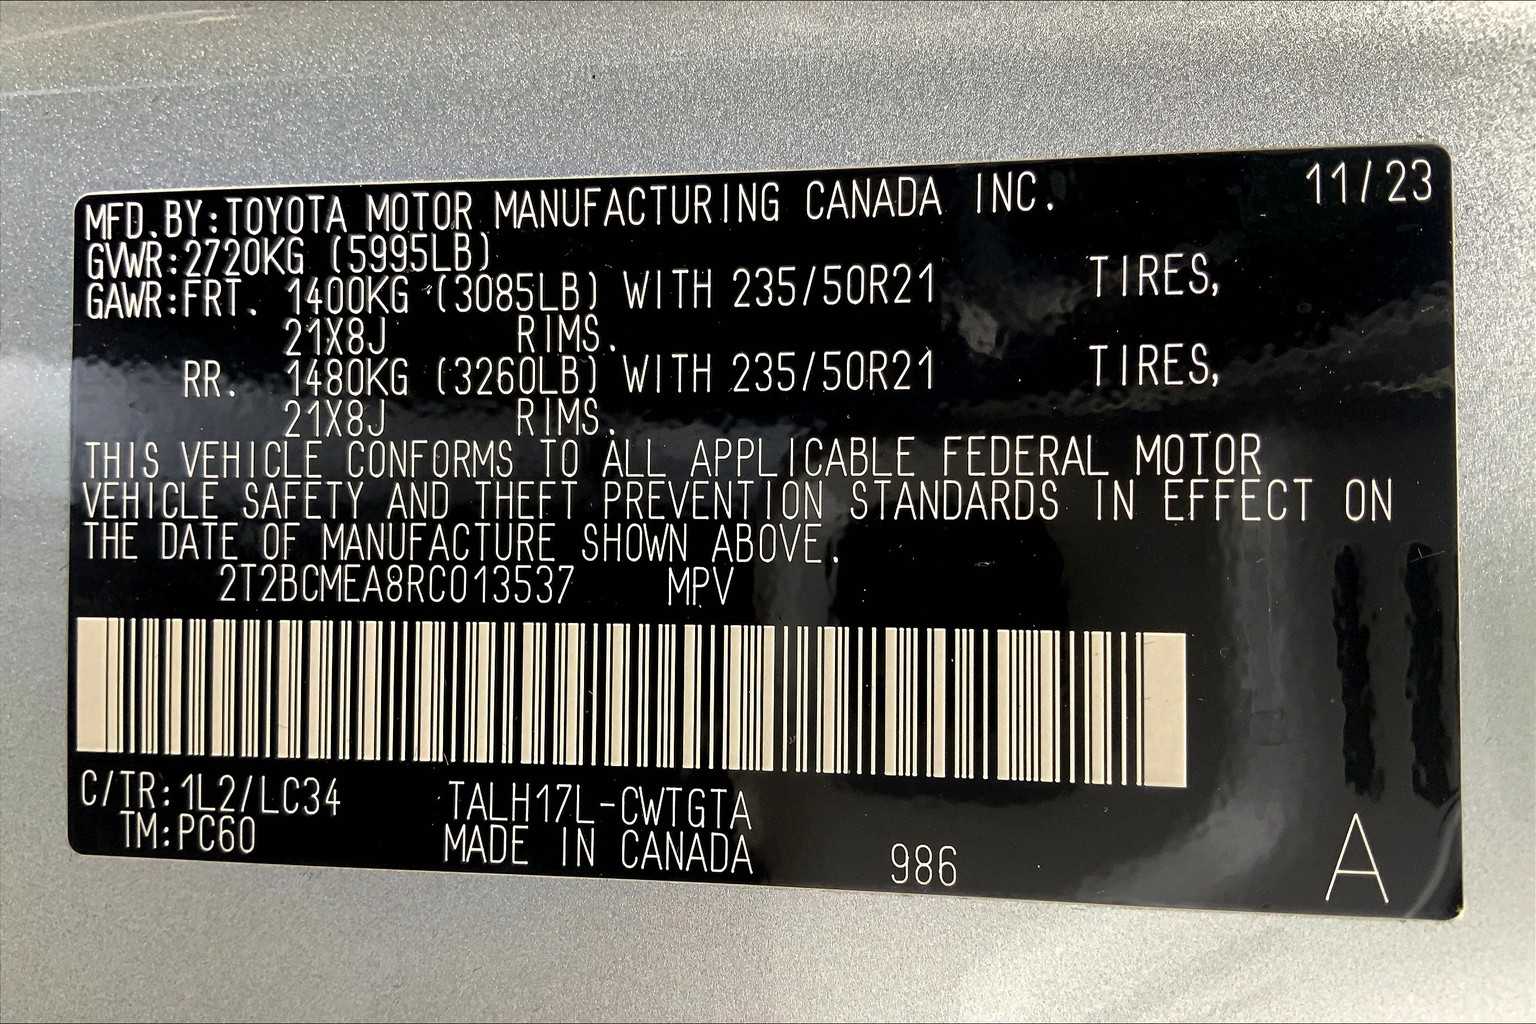 11/23
MFD.BY:TOYOTA MOTOR MANUFACTURING CANADA INC.
GVWR:2720KG (5995LB)
GAWR:FRT. 1400KG (3085LB) WITH 235/50R21 TIRES,
21X8J RIMS.
RR. 1480KG (3260LB) WITH 235/50R21 TIRES,
21X8J RIMS.
THIS VEHICLE CONFORMS TO ALL APPLICABLE FEDERAL MOTOR
VEHICLE SAFETY AND THEFT PREVENTION STANDARDS IN EFFECT ON
THE DATE OF MANUFACTURE SHOWN ABOVE.
2T2BCMEA8RC013537 MPV
C/TR:1L2/LC34 TALH17L-CWTGTA
TM:PC60 MADE IN CANADA 986 A